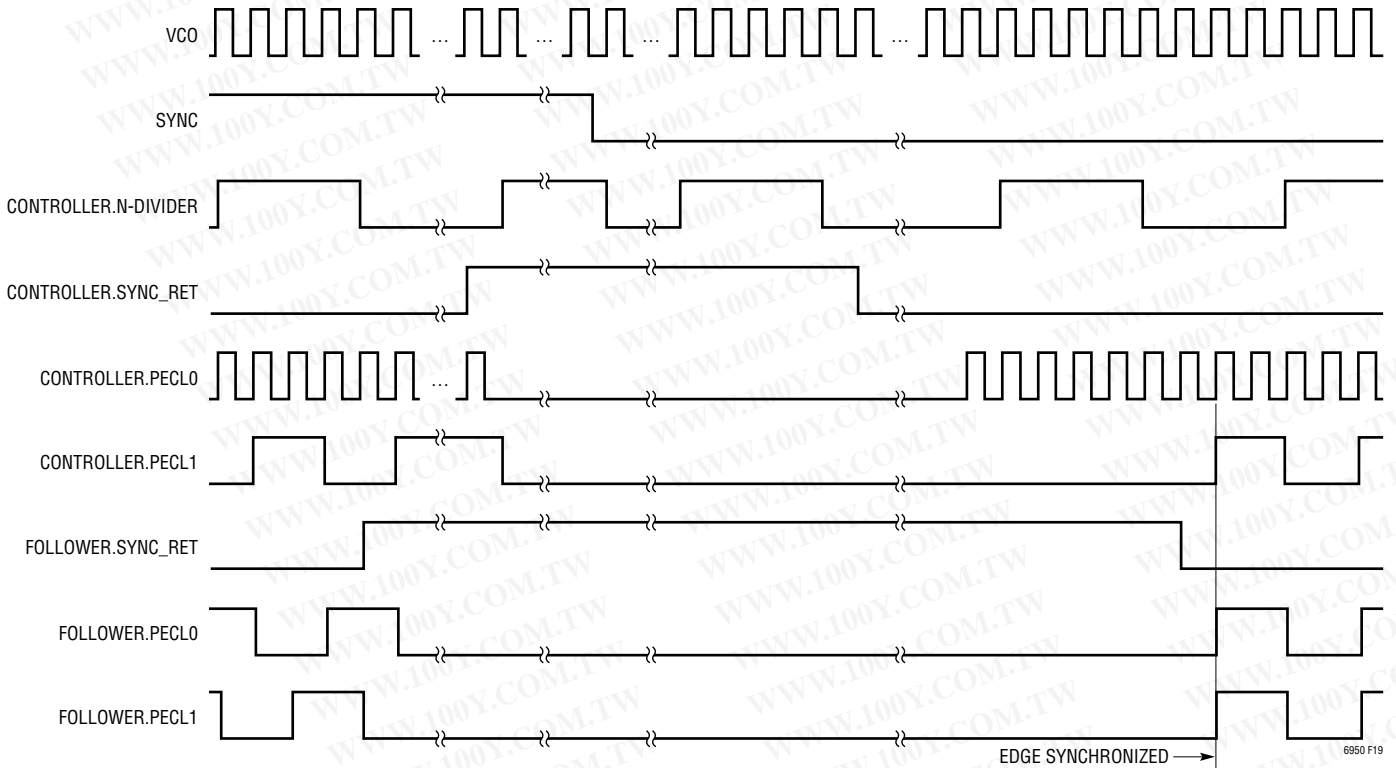 VCO
... ... ... ...
SYNC
CONTROLLER.N-DIVIDER
CONTROLLER.SYNC_RET
CONTROLLER.PECL0
...
CONTROLLER.PECL1
FOLLOWER.SYNC_RET
FOLLOWER.PECL0
FOLLOWER.PECL1
EDGE SYNCHRONIZED
6950 F19
WWW.100Y.COM.TW